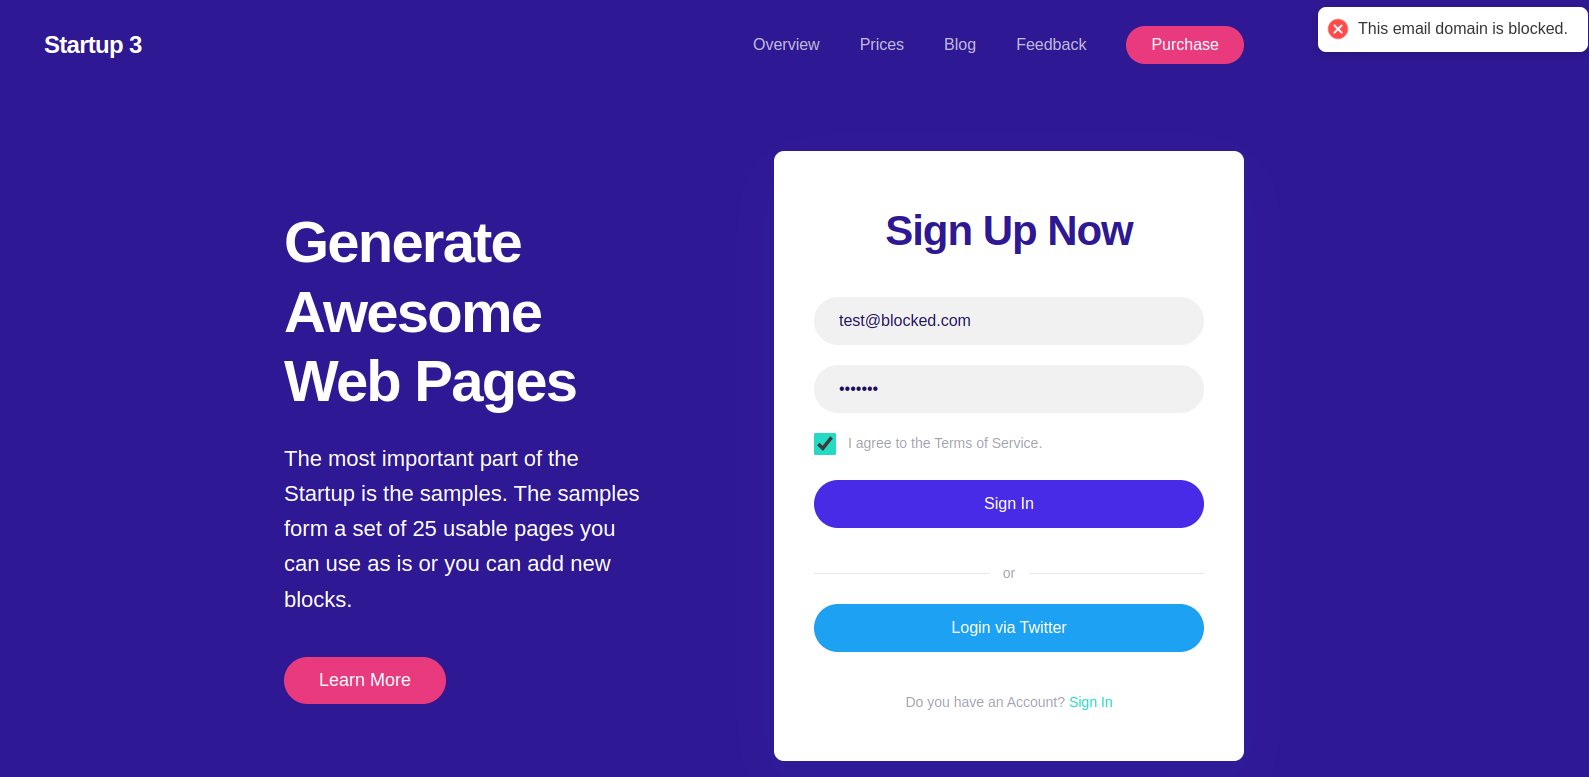 Startup 3
Overview
Prices
Blog
Feedback
Purchase
This email domain is blocked.
Generate
Awesome
Web Pages
The most important part of the
Startup is the samples. The samples
form a set of 25 usable pages you
can use as is or you can add new
blocks.
Learn More
Sign Up Now
test@blocked.com
•••••••
I agree to the Terms of Service.
Sign In
or
Login via Twitter
Do you have an Account? Sign In